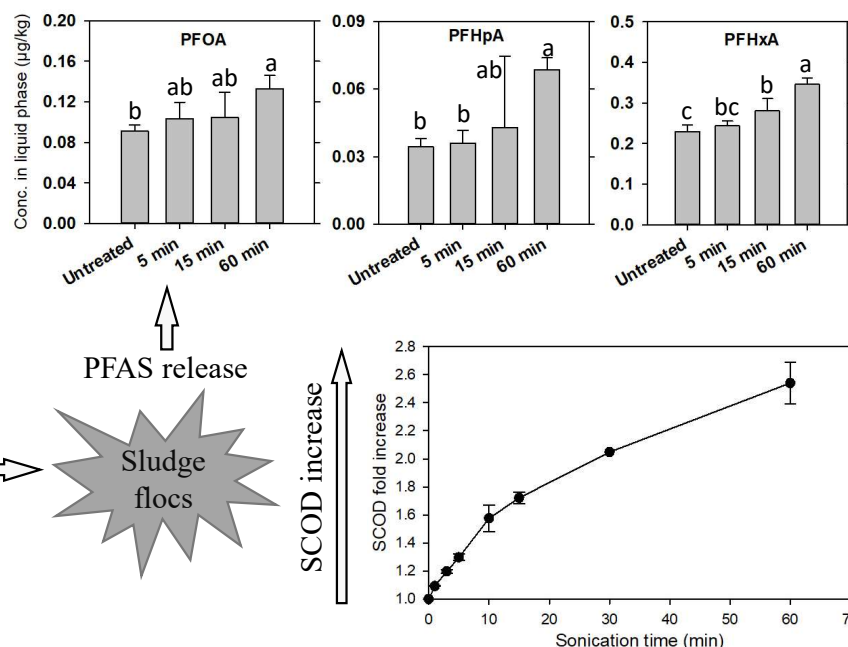 PFOA
Conc. in liquid phase (µg/kg)
0.20
0.16
0.12
0.08
0.04
0.00
b
ab
ab
a
Untreated
5 min
15 min
60 min
PFHpA
0.09
0.06
0.03
0.00
b
b
ab
a
Untreated
5 min
15 min
60 min
PFHxA
0.5
0.4
0.3
0.2
0.1
0.0
c
bc
b
a
Untreated
5 min
15 min
60 min
PFAS release
Sludge
flocs
SCOD increase
SCOD fold increase
2.8
2.6
2.4
2.2
2.0
1.8
1.6
1.4
1.2
1.0
0
10
20
30
40
50
60
Sonication time (min)